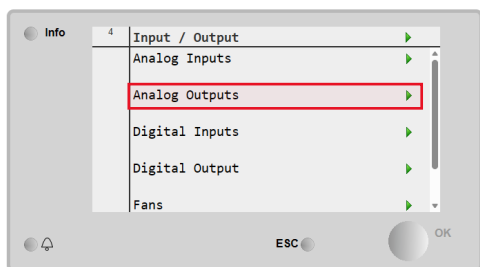 Info
4
Input / Output
Analog Inputs
Analog Outputs
Digital Inputs
Digital Output
Fans
ESC
OK